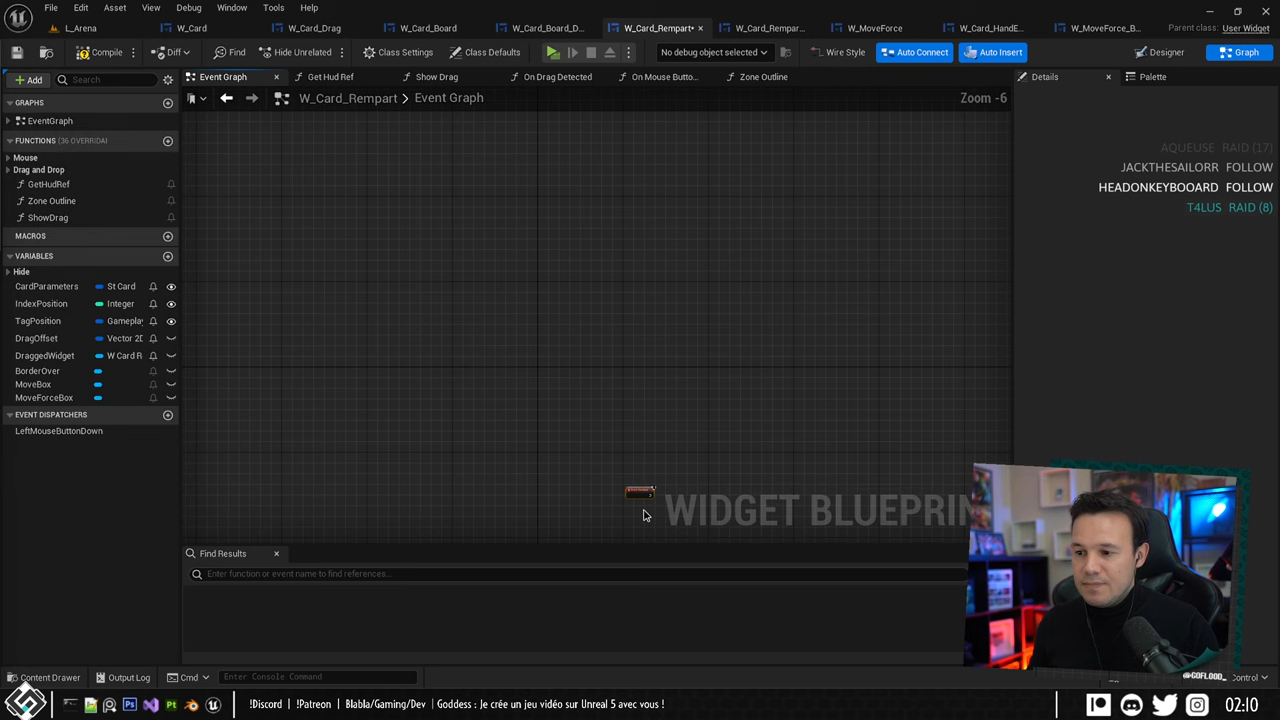 File Edit Asset View Debug Window Tools Help
L_Arena W_Card W_Card_Drag W_Card_Board W_Card_Board_D... W_Card_Rempart• W_Card_Rempar... W_MoveForce W_Card_HandE... W_MoveForce_B... Parent class: User Widget
Compile Diff Find Hide Unrelated Class Settings Class Defaults No debug object selected Wire Style Auto Connect Auto Insert Designer Graph
Add Search Event Graph Get Hud Ref Show Drag On Drag Detected On Mouse Butto... Zone Outline Details Palette
W_Card_Rempart > Event Graph Zoom -6
GRAPHS
EventGraph
FUNCTIONS (36 OVERRIDAI
Mouse
Drag and Drop
GetHudRef
Zone Outline
ShowDrag
MACROS
VARIABLES
Hide
CardParameters St Card
IndexPosition Integer
TagPosition Gameplay
DragOffset Vector 2D
DraggedWidget W Card R
BorderOver
MoveBox
MoveForceBox
EVENT DISPATCHERS
LeftMouseButtonDown
AQUEUSE RAID (17)
JACKTHESAILORR FOLLOW
HEADONKEYBOOARD FOLLOW
T4LUS RAID (8)
WIDGET BLUEPRIN
Find Results
Enter function or event name to find references...
Content Drawer Output Log Cmd Enter Console Command
@GOFLOOD_
Control
!Discord | !Patreon | Blabla/Gaming/Dev | Goddess : Je crée un jeu vidéo sur Unreal 5 avec vous !
02:10